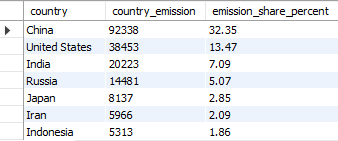 country country_emission emission_share_percent
China 92338 32.35
United States 38453 13.47
India 20223 7.09
Russia 14481 5.07
Japan 8137 2.85
Iran 5966 2.09
Indonesia 5313 1.86